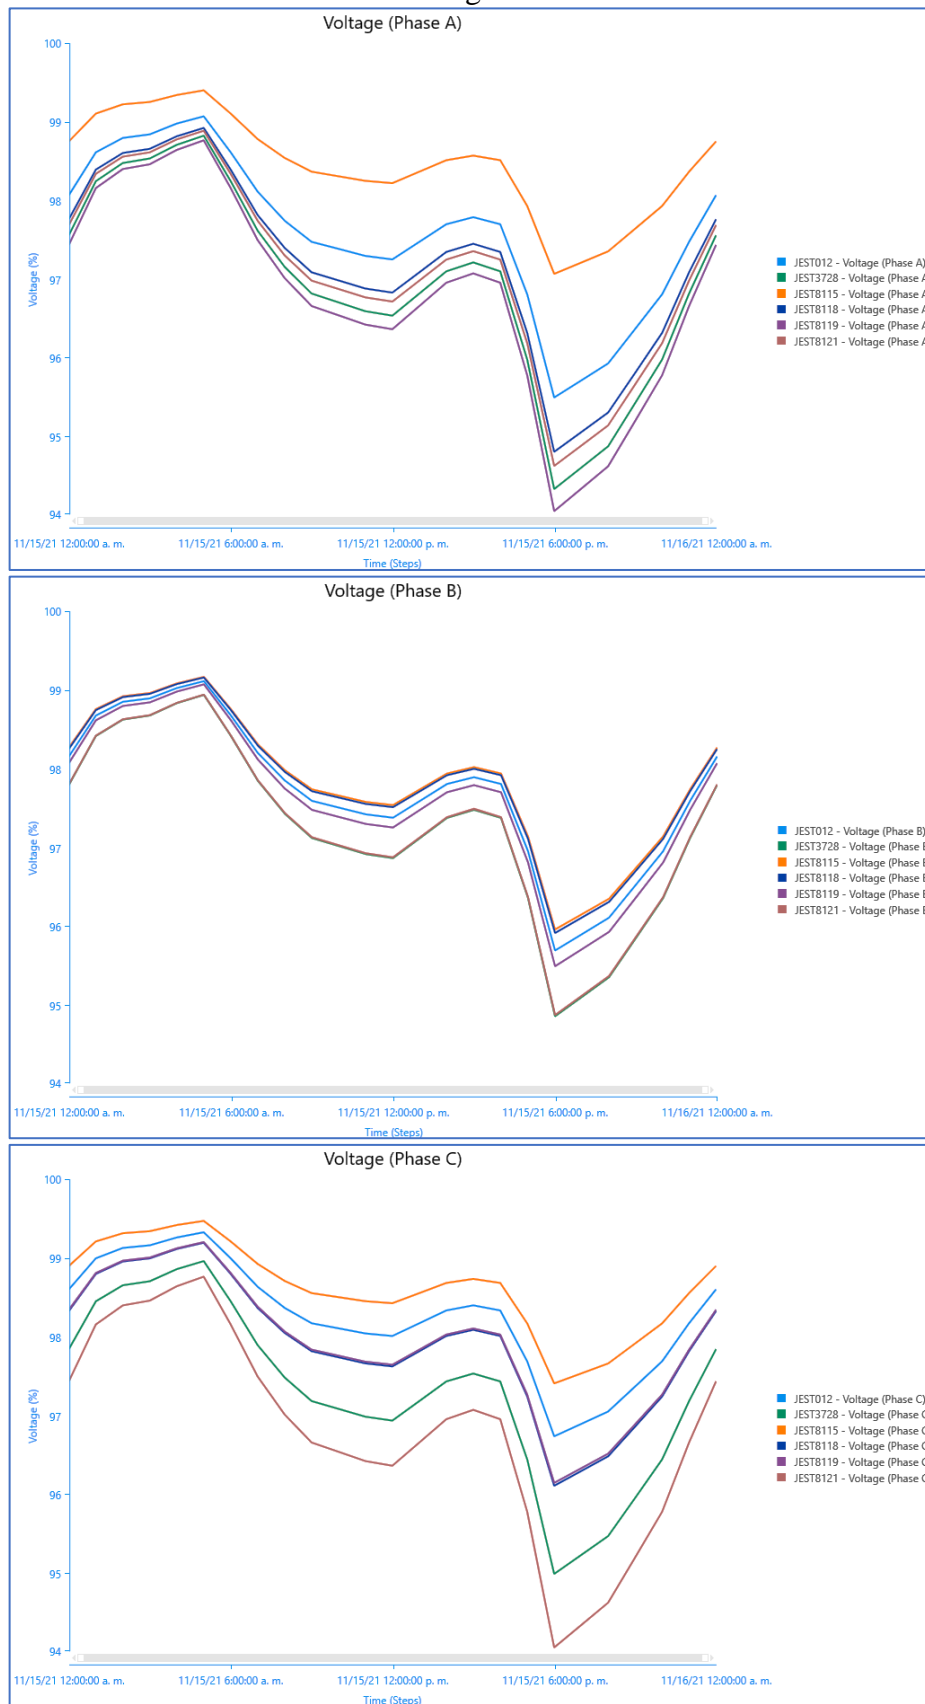 Voltage (Phase A)
100
99
98
97
96
95
94
Voltage (%)
11/15/21 12:00:00 a. m.
11/15/21 6:00:00 a. m.
11/15/21 12:00:00 p. m.
11/15/21 6:00:00 p. m.
11/16/21 12:00:00 a. m.
Time (Steps)
JEST012 - Voltage (Phase A)
JEST3728 - Voltage (Phase A
JEST8115 - Voltage (Phase A
JEST8118 - Voltage (Phase A
JEST8119 - Voltage (Phase A
JEST8121 - Voltage (Phase A
Voltage (Phase B)
100
99
98
97
96
95
94
Voltage (%)
11/15/21 12:00:00 a. m.
11/15/21 6:00:00 a. m.
11/15/21 12:00:00 p. m.
11/15/21 6:00:00 p. m.
11/16/21 12:00:00 a. m.
Time (Steps)
JEST012 - Voltage (Phase B)
JEST3728 - Voltage (Phase B
JEST8115 - Voltage (Phase B
JEST8118 - Voltage (Phase B
JEST8119 - Voltage (Phase B
JEST8121 - Voltage (Phase B
Voltage (Phase C)
100
99
98
97
96
95
94
Voltage (%)
11/15/21 12:00:00 a. m.
11/15/21 6:00:00 a. m.
11/15/21 12:00:00 p. m.
11/15/21 6:00:00 p. m.
11/16/21 12:00:00 a. m.
Time (Steps)
JEST012 - Voltage (Phase C)
JEST3728 - Voltage (Phase C
JEST8115 - Voltage (Phase C
JEST8118 - Voltage (Phase C
JEST8119 - Voltage (Phase C
JEST8121 - Voltage (Phase C